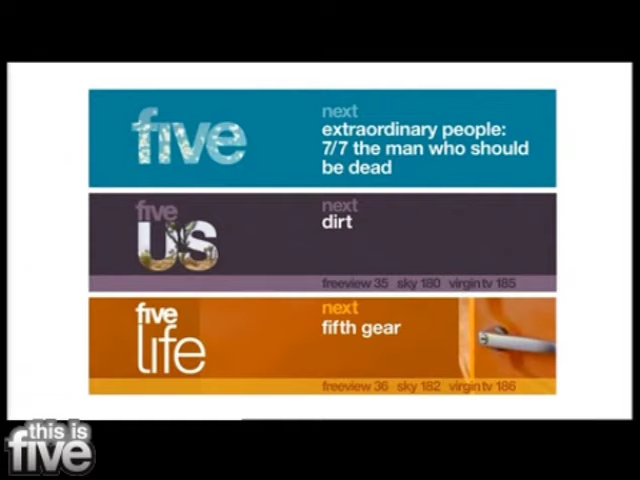 five
next
extraordinary people:
7/7 the man who should
be dead
five
us
next
dirt
freeview 35 sky 180 virgin tv 185
five
life
next
fifth gear
freeview 36 sky 182 virgin tv 186
this is
five